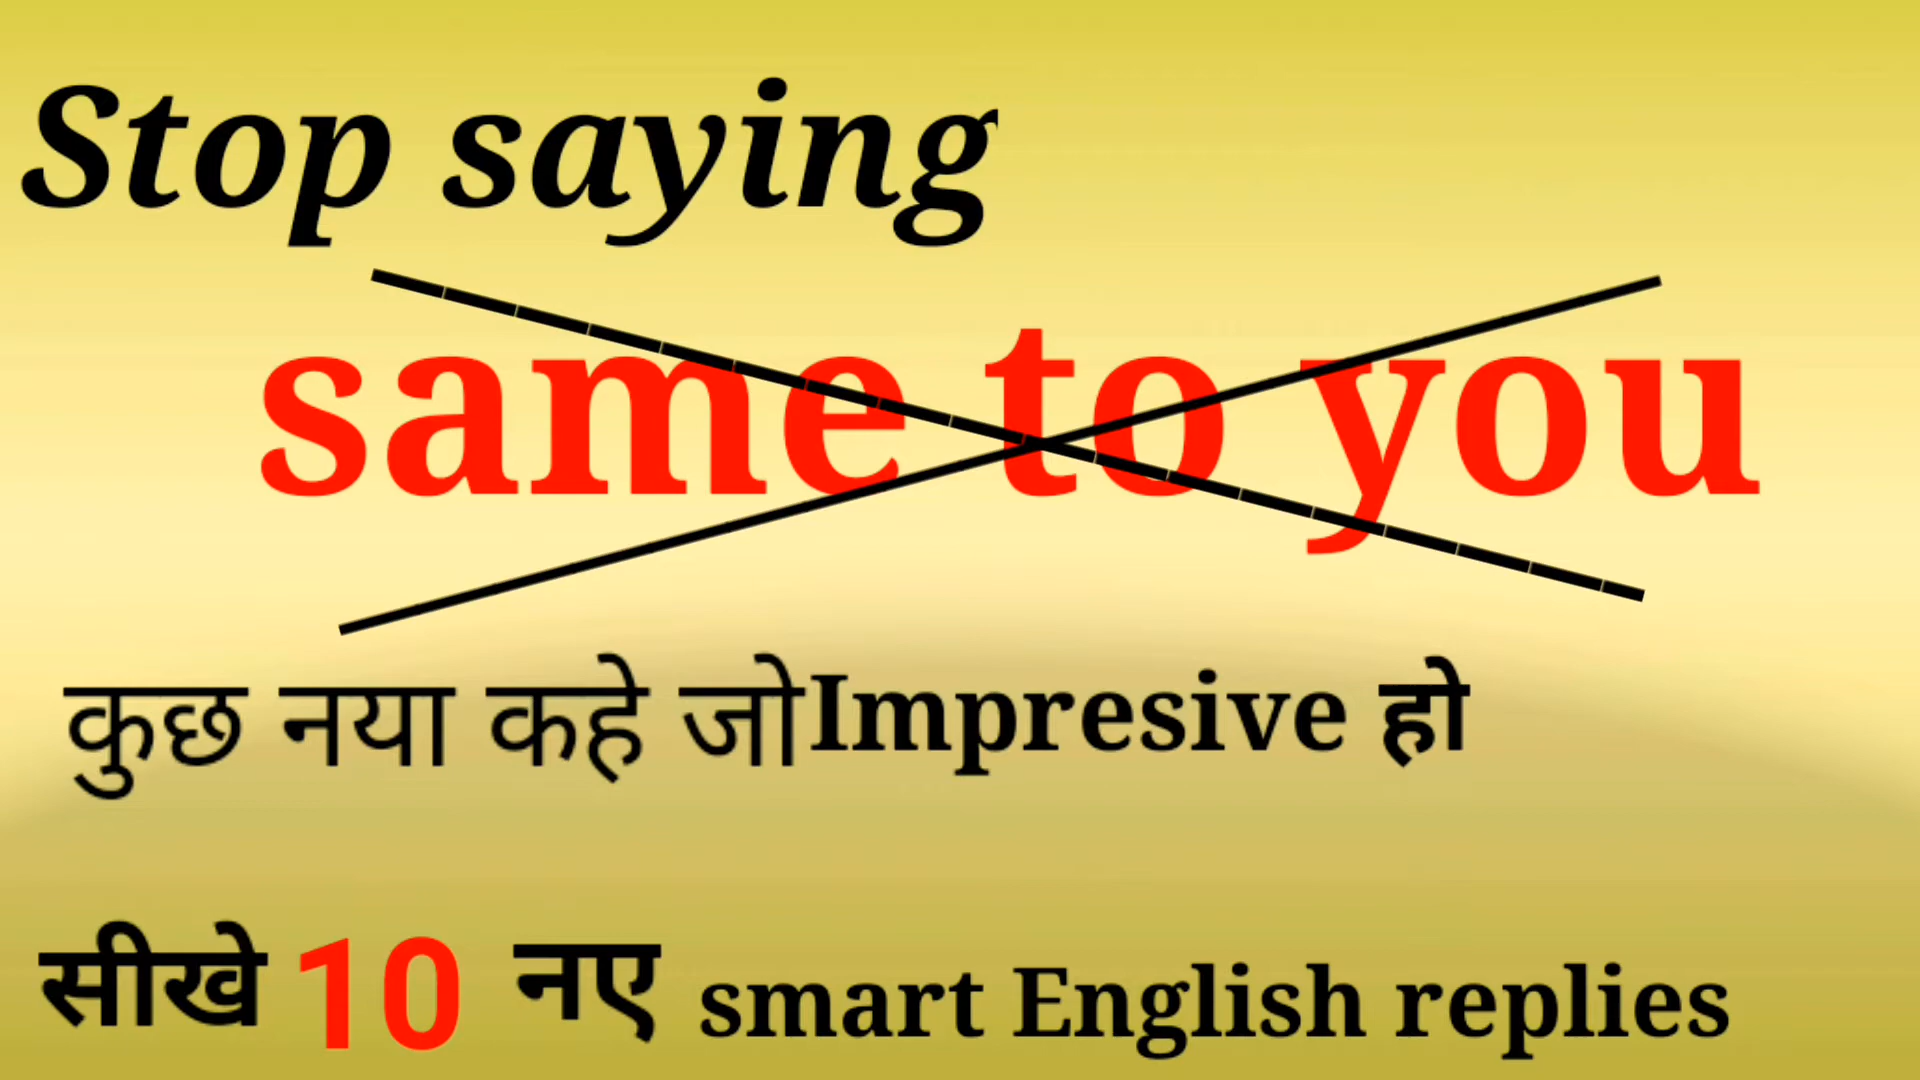 Stop saying
same to you
कुछ नया कहे जो Impresive हो
सीखे 10 नए smart English replies